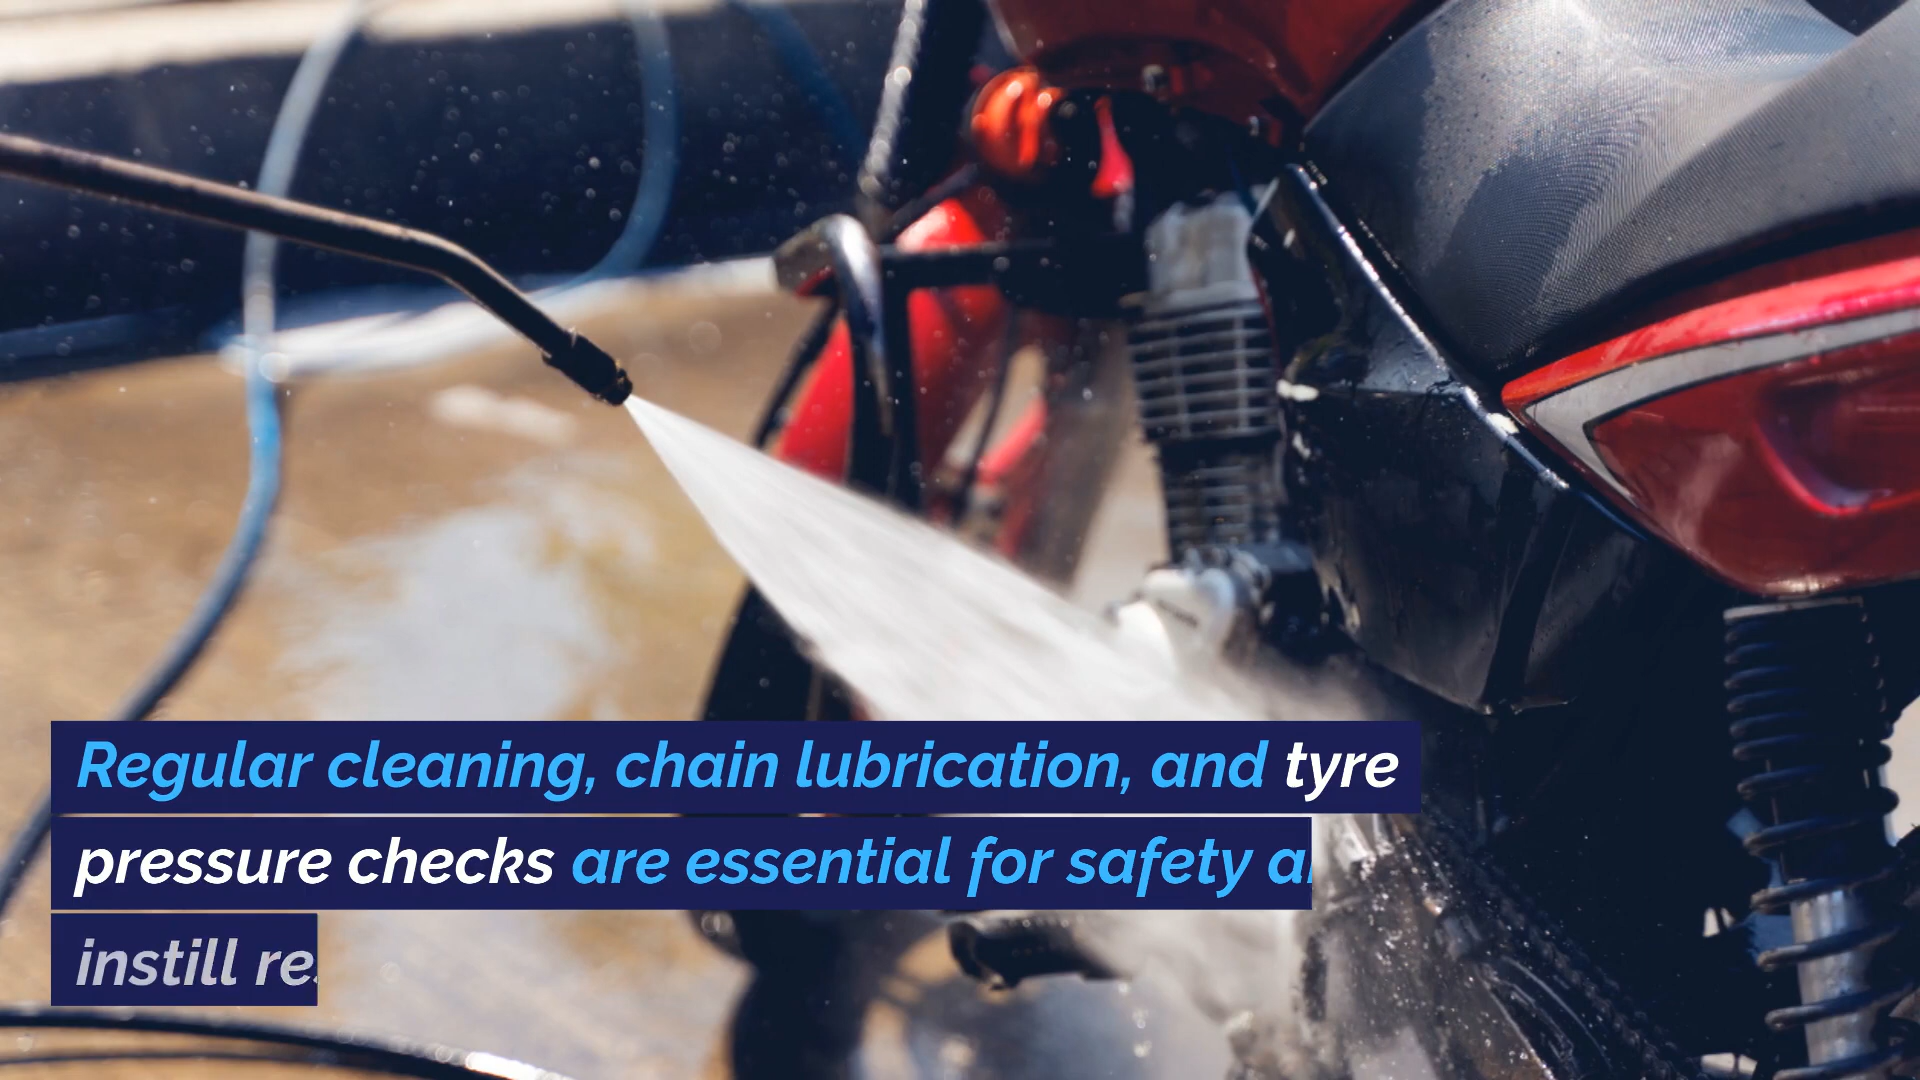 Regular cleaning, chain lubrication, and tyre
pressure checks are essential for safety
instill